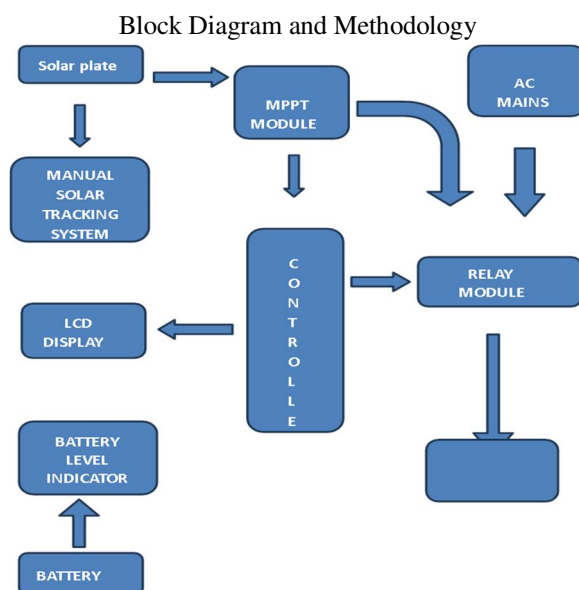 Block Diagram and Methodology
Solar plate
MPPT
MODULE
AC
MAINS
MANUAL
SOLAR
TRACKING
SYSTEM
C
O
N
T
R
O
L
L
E
RELAY
MODULE
LCD
DISPLAY
BATTERY
LEVEL
INDICATOR
BATTERY